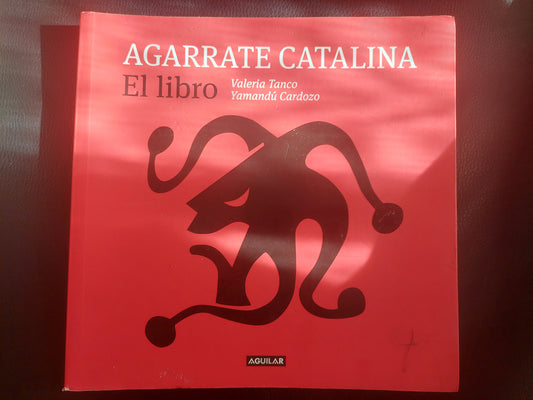 AGARRATE CATALINA
El libro
Valeria Tanco
Yamandú Cardozo
AGUILAR